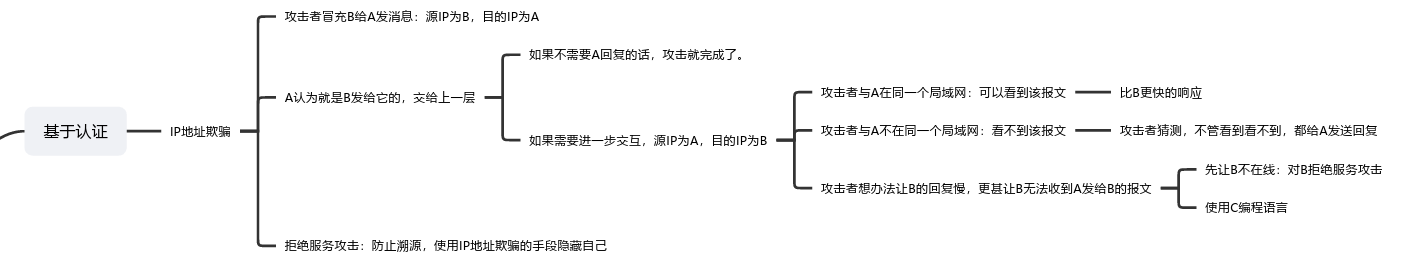 基于认证
IP地址欺骗
攻击者冒充B给A发消息：源IP为B，目的IP为A
A认为就是B发给它的，交给上一层
如果不需要A回复的话，攻击就完成了。
如果需要进一步交互，源IP为A，目的IP为B
攻击者与A在同一个局域网：可以看到该报文
比B更快的响应
攻击者与A不在同一个局域网：看不到该报文
攻击者猜测，不管看到看不到，都给A发送回复
攻击者想办法让B的回复慢，更甚让B无法收到A发给B的报文
先让B不在线：对B拒绝服务攻击
使用C编程语言
拒绝服务攻击：防止溯源，使用IP地址欺骗的手段隐藏自己